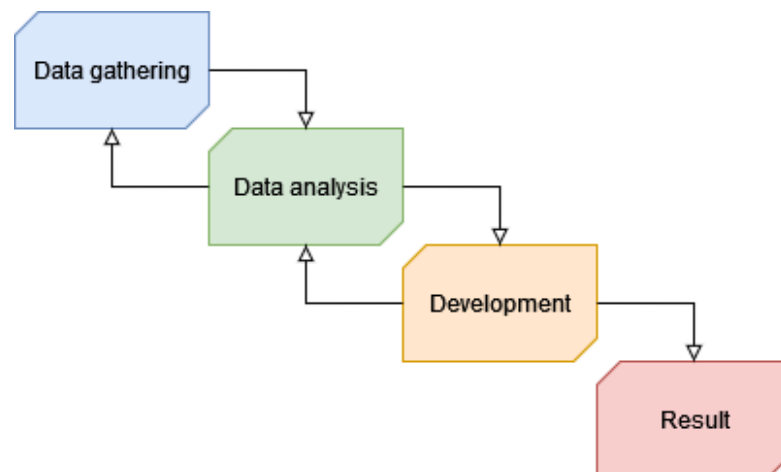 Data gathering
Data analysis
Development
Result